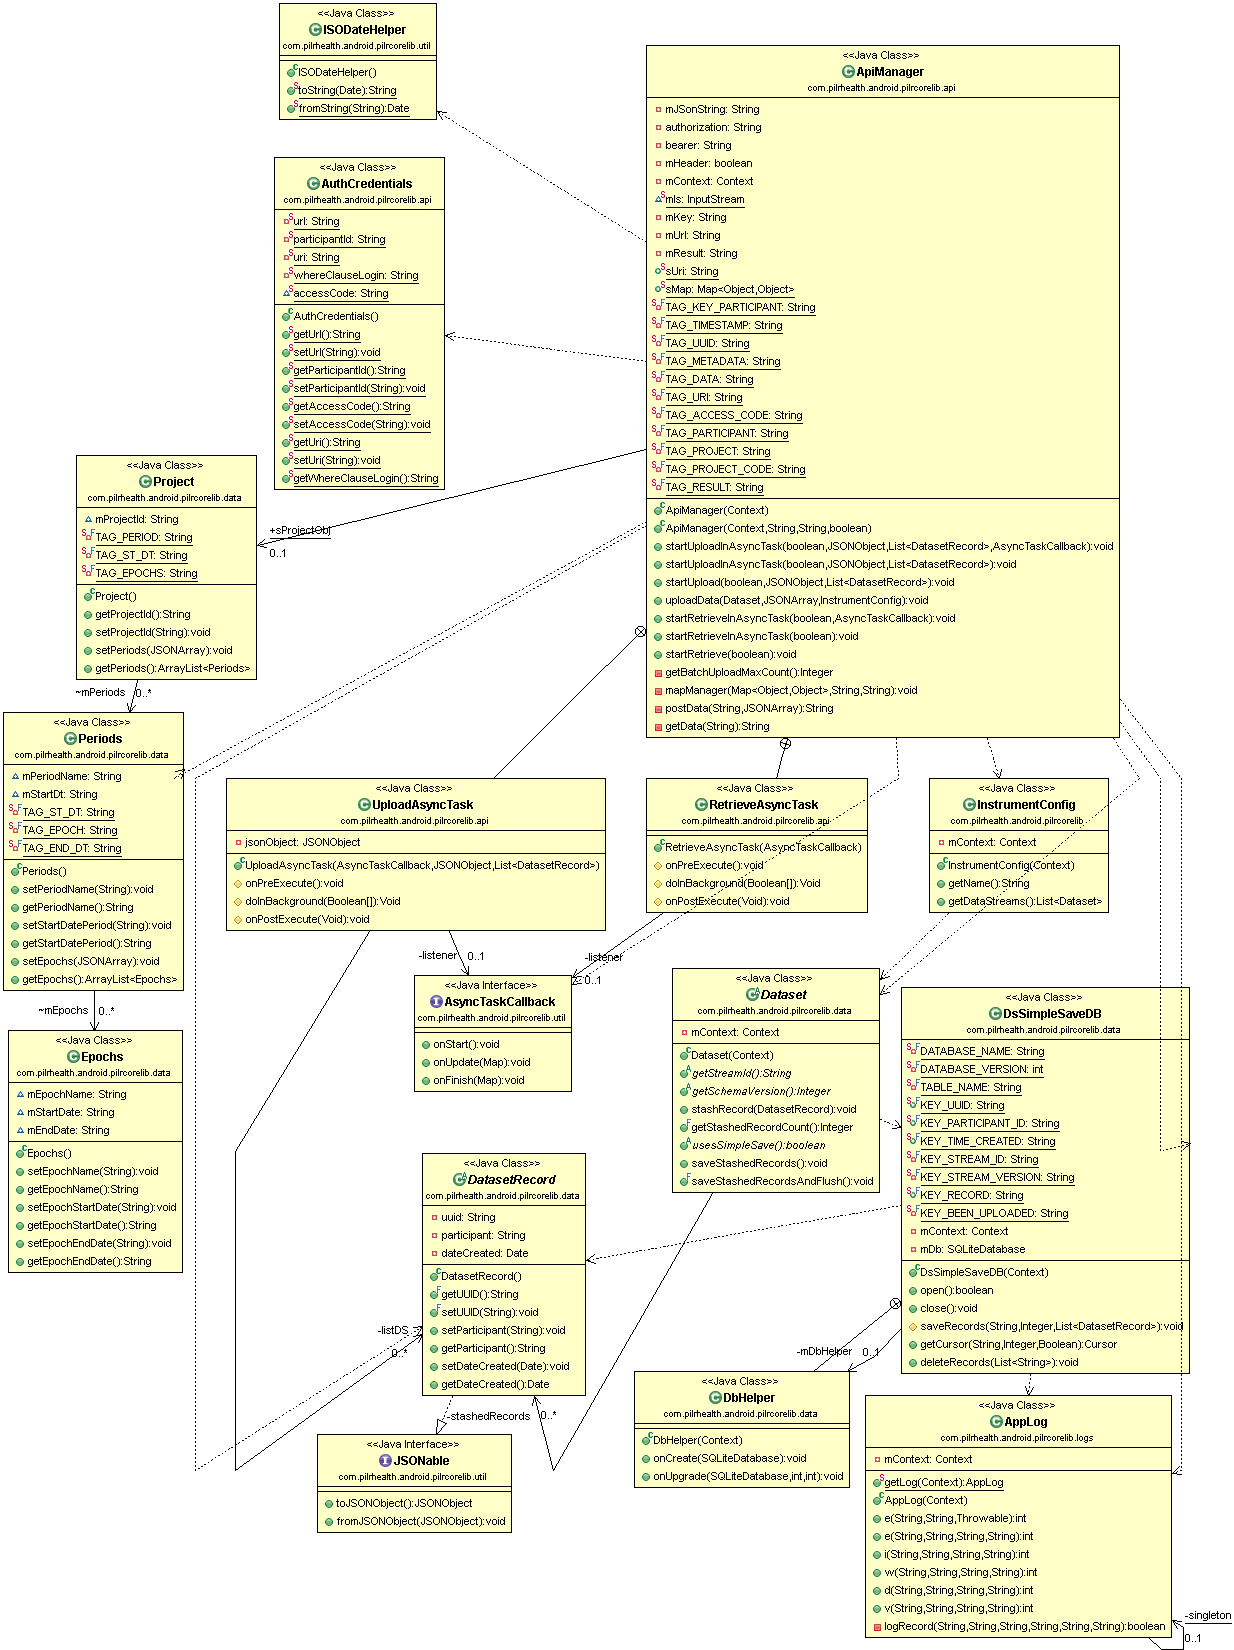 <<Java Class>>
ISODateHelper
com.pilrhealth.android.pilrcorelib.util
ISODateHelper()
toString(Date):String
fromString(String):Date
<<Java Class>>
ApiManager
com.pilrhealth.android.pilrcorelib.api
mJSonString: String
authorization: String
bearer: String
mHeader: boolean
mContext: Context
mIs: InputStream
mKey: String
mUrl: String
mResult: String
sUri: String
sMap: Map<Object,Object>
TAG_KEY_PARTICIPANT: String
TAG_TIMESTAMP: String
TAG_UUID: String
TAG_METADATA: String
TAG_DATA: String
TAG_URI: String
TAG_ACCESS_CODE: String
TAG_PARTICIPANT: String
TAG_PROJECT: String
TAG_PROJECT_CODE: String
TAG_RESULT: String
ApiManager(Context)
ApiManager(Context,String,String,boolean)
startUploadInAsyncTask(boolean,JSONObject,List<DatasetRecord>,AsyncTaskCallback):void
startUploadInAsyncTask(boolean,JSONObject,List<DatasetRecord>):void
startUpload(boolean,JSONObject,List<DatasetRecord>):void
uploadData(Dataset,JSONArray,InstrumentConfig):void
startRetrieveInAsyncTask(boolean,AsyncTaskCallback):void
startRetrieveInAsyncTask(boolean):void
startRetrieve(boolean):void
getBatchUploadMaxCount():Integer
mapManager(Map<Object,Object>,String,String):void
postData(String,JSONArray):String
getData(String):String
<<Java Class>>
AuthCredentials
com.pilrhealth.android.pilrcorelib.api
url: String
participantId: String
uri: String
whereClauseLogin: String
accessCode: String
AuthCredentials()
getUrl():String
setUrl(String):void
getParticipantId():String
setParticipantId(String):void
getAccessCode():String
setAccessCode(String):void
getUri():String
setUri(String):void
getWhereClauseLogin():String
<<Java Class>>
Project
com.pilrhealth.android.pilrcorelib.data
mProjectId: String
TAG_PERIOD: String
TAG_ST_DT: String
TAG_EPOCHS: String
Project()
getProjectId():String
setProjectId(String):void
setPeriods(JSONArray):void
getPeriods():ArrayList<Periods>
+sProjectObj
0..1
~mPeriods 0..*
<<Java Class>>
Periods
com.pilrhealth.android.pilrcorelib.data
mPeriodName: String
mStartDt: String
TAG_ST_DT: String
TAG_EPOCH: String
TAG_END_DT: String
Periods()
setPeriodName(String):void
getPeriodName():String
setStartDatePeriod(String):void
getStartDatePeriod():String
setEpochs(JSONArray):void
getEpochs():ArrayList<Epochs>
~mEpochs 0..*
<<Java Class>>
Epochs
com.pilrhealth.android.pilrcorelib.data
mEpochName: String
mStartDate: String
mEndDate: String
Epochs()
setEpochName(String):void
getEpochName():String
setEpochStartDate(String):void
getEpochStartDate():String
setEpochEndDate(String):void
getEpochEndDate():String
<<Java Class>>
UploadAsyncTask
com.pilrhealth.android.pilrcorelib.api
jsonObject: JSONObject
UploadAsyncTask(AsyncTaskCallback,JSONObject,List<DatasetRecord>)
onPreExecute():void
doInBackground(Boolean[]):Void
onPostExecute(Void):void
<<Java Class>>
RetrieveAsyncTask
com.pilrhealth.android.pilrcorelib.api
RetrieveAsyncTask(AsyncTaskCallback)
onPreExecute():void
doInBackground(Boolean[]):Void
onPostExecute(Void):void
<<Java Class>>
InstrumentConfig
com.pilrhealth.android.pilrcorelib
mContext: Context
InstrumentConfig(Context)
getName():String
getDataStreams():List<Dataset>
-listener 0..1
-listener
0..1
<<Java Interface>>
AsyncTaskCallback
com.pilrhealth.android.pilrcorelib.util
onStart():void
onUpdate(Map):void
onFinish(Map):void
<<Java Class>>
Dataset
com.pilrhealth.android.pilrcorelib.data
mContext: Context
Dataset(Context)
getStreamId():String
getSchemaVersion():Integer
stashRecord(DatasetRecord):void
getStashedRecordCount():Integer
usesSimpleSave():boolean
saveStashedRecords():void
saveStashedRecordsAndFlush():void
<<Java Class>>
DsSimpleSaveDB
com.pilrhealth.android.pilrcorelib.data
DATABASE_NAME: String
DATABASE_VERSION: int
TABLE_NAME: String
KEY_UUID: String
KEY_PARTICIPANT_ID: String
KEY_TIME_CREATED: String
KEY_STREAM_ID: String
KEY_STREAM_VERSION: String
KEY_RECORD: String
KEY_BEEN_UPLOADED: String
mContext: Context
mDb: SQLiteDatabase
DsSimpleSaveDB(Context)
open():boolean
close():void
saveRecords(String,Integer,List<DatasetRecord>):void
getCursor(String,Integer,Boolean):Cursor
deleteRecords(List<String>):void
<<Java Class>>
DatasetRecord
com.pilrhealth.android.pilrcorelib.data
uuid: String
participant: String
dateCreated: Date
DatasetRecord()
getUUID():String
setUUID(String):void
setParticipant(String):void
getParticipant():String
setDateCreated(Date):void
getDateCreated():Date
-listDS
0..*
-stashedRecords 0..*
-mDbHelper 0..1
<<Java Class>>
DbHelper
com.pilrhealth.android.pilrcorelib.data
DbHelper(Context)
onCreate(SQLiteDatabase):void
onUpgrade(SQLiteDatabase,int,int):void
<<Java Interface>>
JSONable
com.pilrhealth.android.pilrcorelib.util
toJSONObject():JSONObject
fromJSONObject(JSONObject):void
<<Java Class>>
AppLog
com.pilrhealth.android.pilrcorelib.logs
mContext: Context
getLog(Context):AppLog
AppLog(Context)
e(String,String,Throwable):int
e(String,String,String,String):int
i(String,String,String,String):int
w(String,String,String,String):int
d(String,String,String,String):int
v(String,String,String,String):int
logRecord(String,String,String,String,String,String):boolean
-singleton
0..1